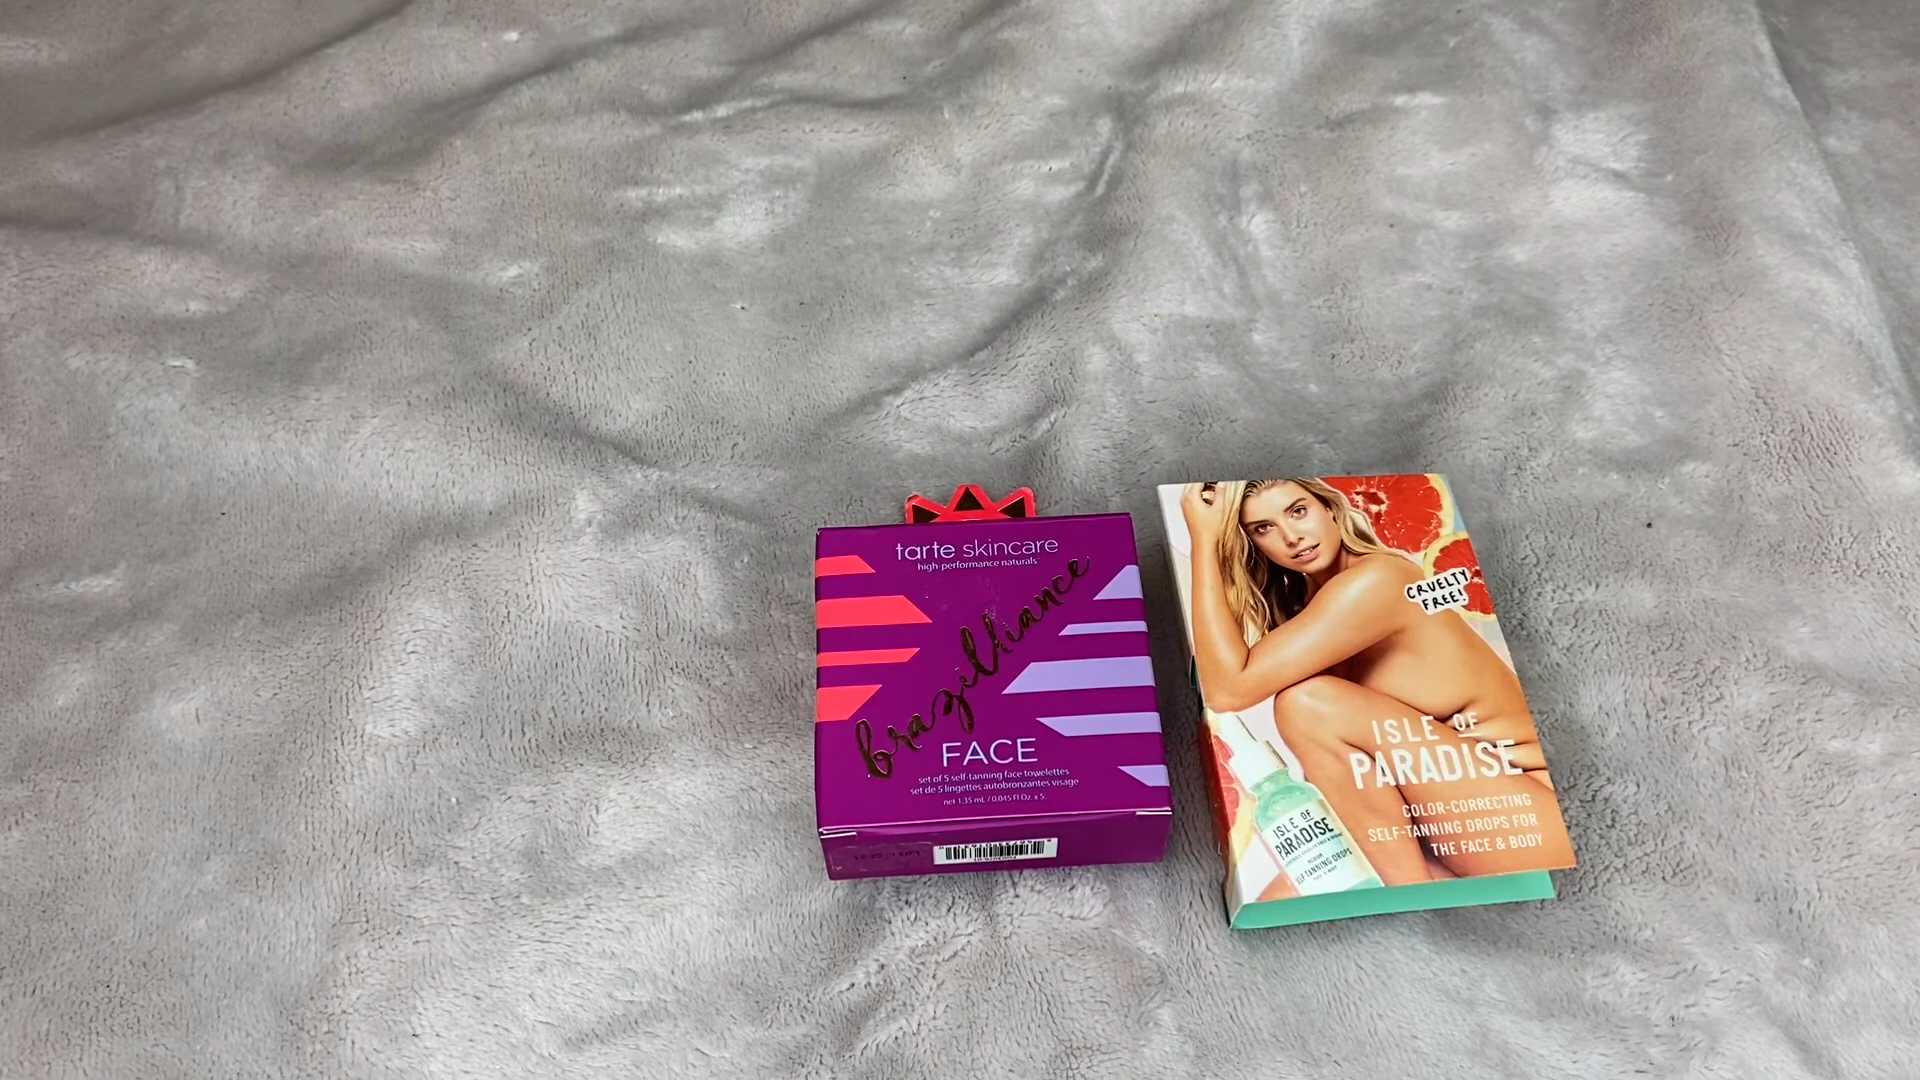 tarte skincare
high-performance naturals™
brazilliance
FACE
set of 5 self-tanning face towelettes
set de 5 lingettes autobronzantes visage
net 1.35 mL / 0.045 fl Oz. x 5
CRUELTY
FREE!
ISLE OF
PARADISE
COLOR-CORRECTING
SELF-TANNING DROPS FOR
THE FACE & BODY
ISLE OF
PARADISE
MEDIUM
SELF TANNING DROPS